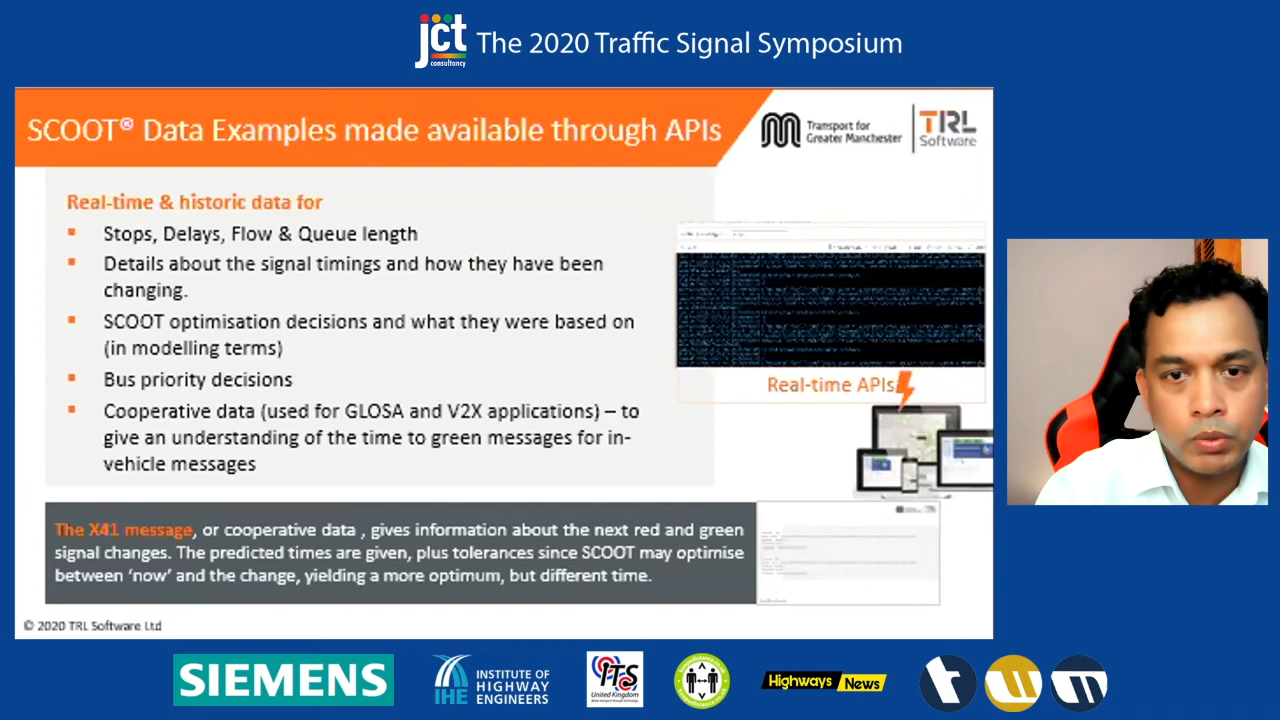 jct consultancy The 2020 Traffic Signal Symposium
SCOOT® Data Examples made available through APIs
Transport for
Greater Manchester
TRL
Software
Real-time & historic data for
Stops, Delays, Flow & Queue length
Details about the signal timings and how they have been
changing.
SCOOT optimisation decisions and what they were based on
(in modelling terms)
Bus priority decisions
Cooperative data (used for GLOSA and V2X applications) – to
give an understanding of the time to green messages for in-
vehicle messages
Real-time APIs
The X41 message, or cooperative data , gives information about the next red and green
signal changes. The predicted times are given, plus tolerances since SCOOT may optimise
between ‘now’ and the change, yielding a more optimum, but different time.
© 2020 TRL Software Ltd
SIEMENS
IHE
INSTITUTE OF
HIGHWAY
ENGINEERS
ITS
United Kingdom
Highways News